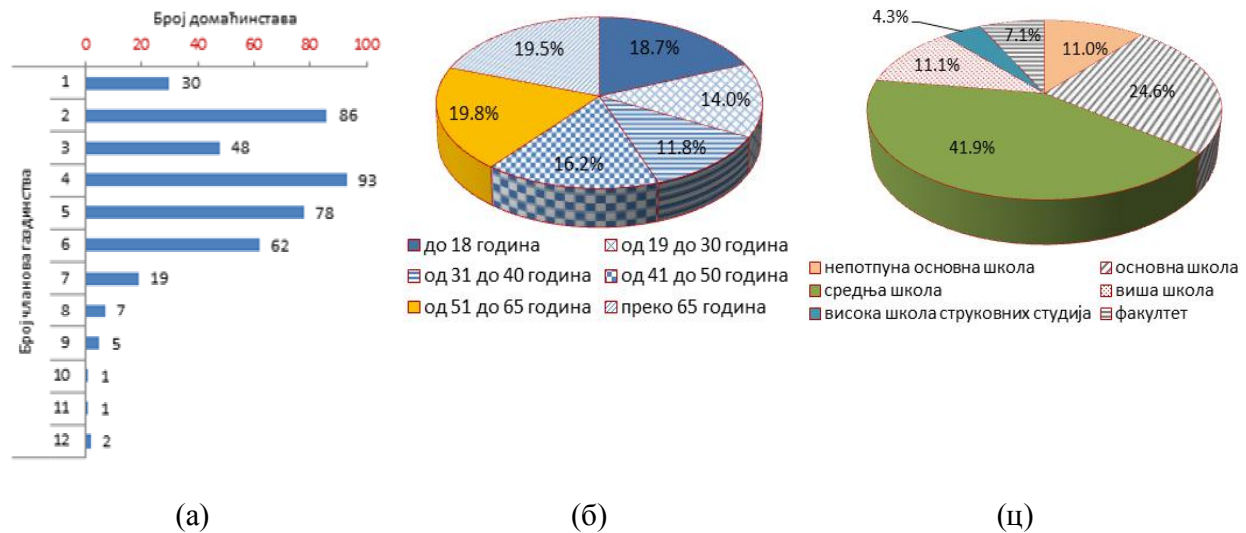 Број домаћинстава
0 20 40 60 80 100
Број чланова газдинства
1 30
2 86
3 48
4 93
5 78
6 62
7 19
8 7
9 5
10 1
11 1
12 2
(а)
19.5% 18.7%
14.0%
19.8%
11.8%
16.2%
до 18 година од 19 до 30 година
од 31 до 40 година од 41 до 50 година
од 51 до 65 година преко 65 година
(б)
4.3%
7.1%
11.0%
11.1%
24.6%
41.9%
непотпуна основна школа основна школа
средња школа виша школа
висока школа струковних студија факултет
(ц)